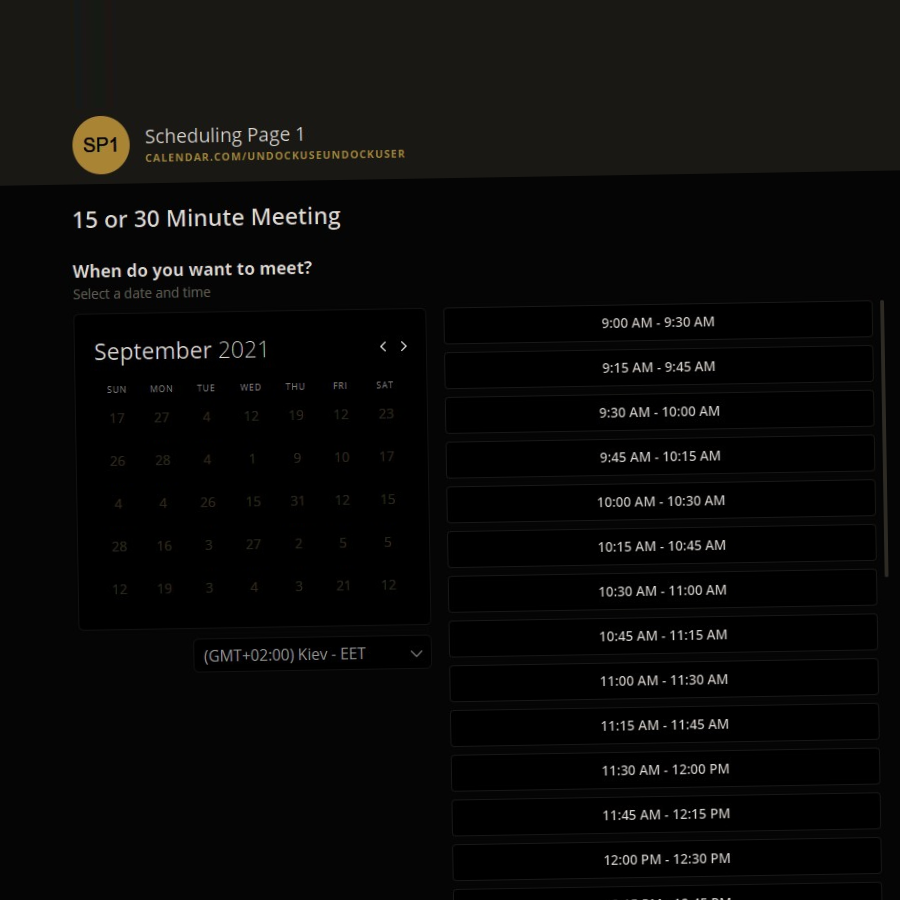 SP1
Scheduling Page 1
CALENDAR.COM/UNDOCKUSEUNDOCKUSER
15 or 30 Minute Meeting
When do you want to meet?
Select a date and time
September 2021
SUN MON TUE WED THU FRI SAT
17 27 4 12 19 12 23
26 28 4 1 9 10 17
4 4 26 15 31 12 15
28 16 3 27 2 5 5
12 19 3 4 3 21 12
(GMT+02:00) Kiev - EET
9:00 AM - 9:30 AM
9:15 AM - 9:45 AM
9:30 AM - 10:00 AM
9:45 AM - 10:15 AM
10:00 AM - 10:30 AM
10:15 AM - 10:45 AM
10:30 AM - 11:00 AM
10:45 AM - 11:15 AM
11:00 AM - 11:30 AM
11:15 AM - 11:45 AM
11:30 AM - 12:00 PM
11:45 AM - 12:15 PM
12:00 PM - 12:30 PM